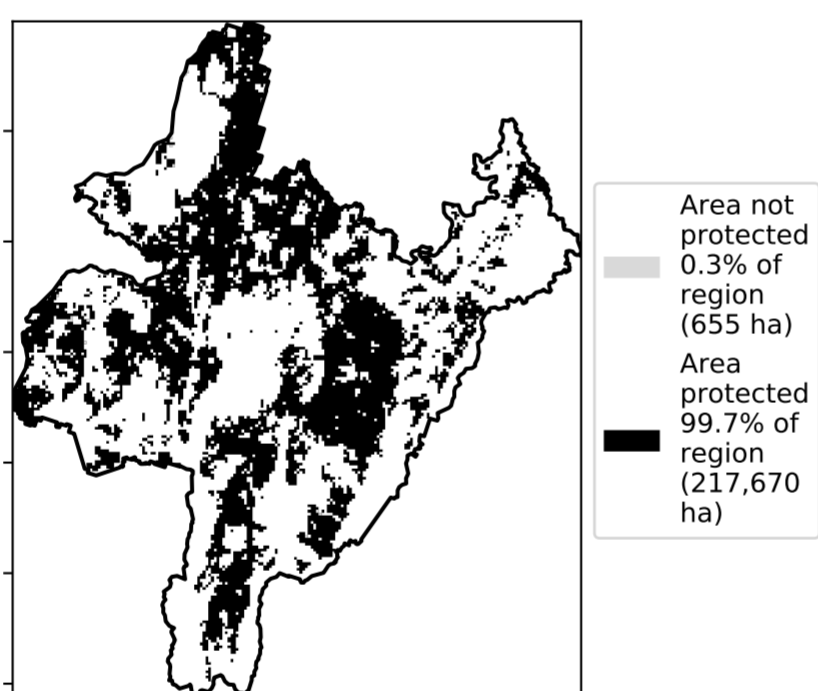 Area not
protected
0.3% of
region
(655 ha)
Area
protected
99.7% of
region
(217,670
ha)